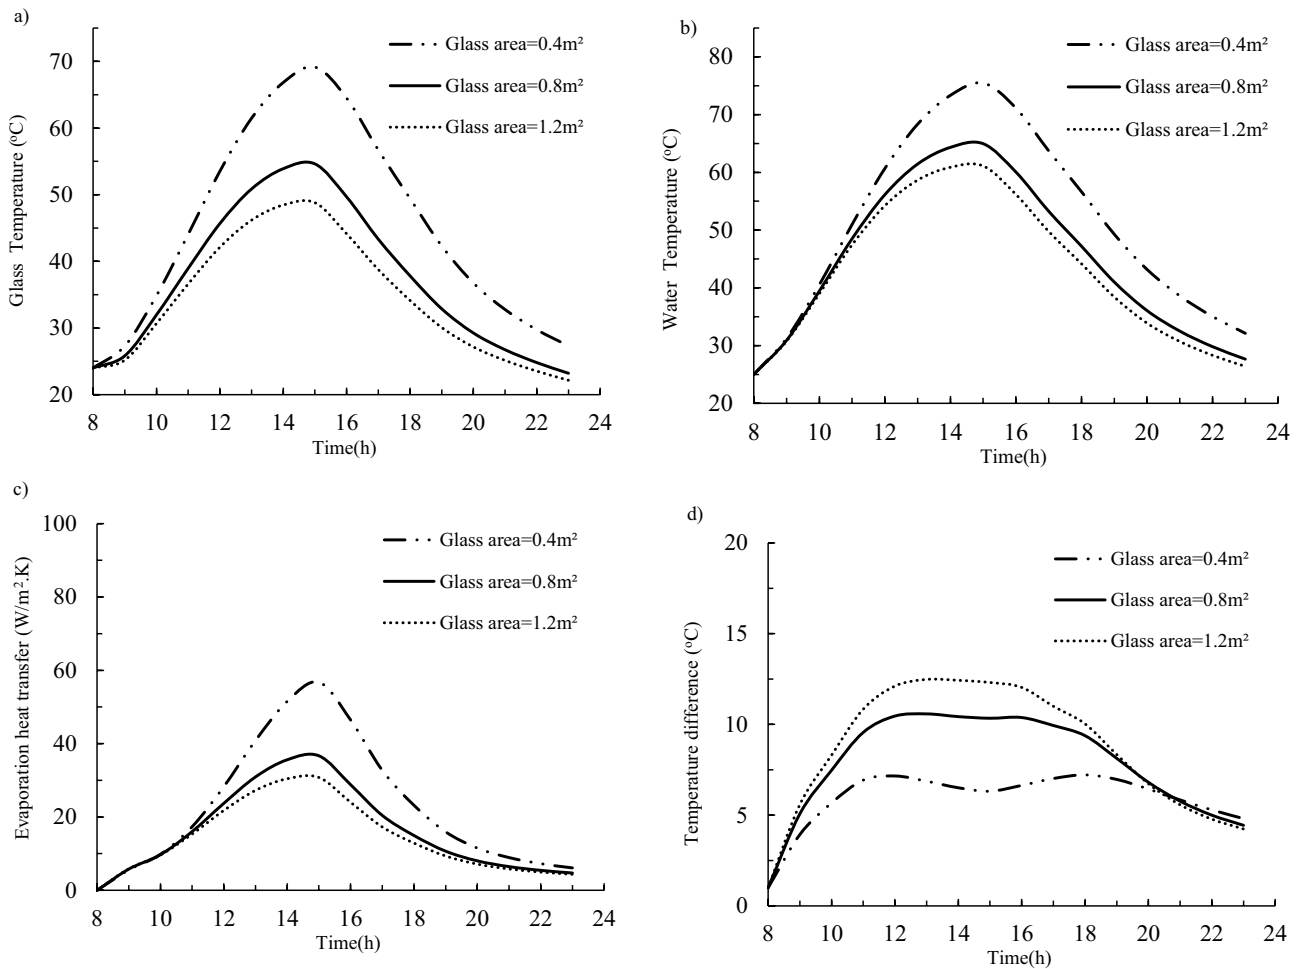 a)
Glass Temperature (°C)
70
60
50
40
30
20
8 10 12 14 16 18 20 22 24
Time(h)
Glass area=0.4m²
Glass area=0.8m²
Glass area=1.2m²
b)
Water Temperature (°C)
80
70
60
50
40
30
20
8 10 12 14 16 18 20 22 24
Time(h)
Glass area=0.4m²
Glass area=0.8m²
Glass area=1.2m²
c)
Evaporation heat transfer (W/m².K)
100
80
60
40
20
0
8 10 12 14 16 18 20 22 24
Time(h)
Glass area=0.4m²
Glass area=0.8m²
Glass area=1.2m²
d)
Temperature difference (°C)
20
15
10
5
0
8 10 12 14 16 18 20 22 24
Time(h)
Glass area=0.4m²
Glass area=0.8m²
Glass area=1.2m²